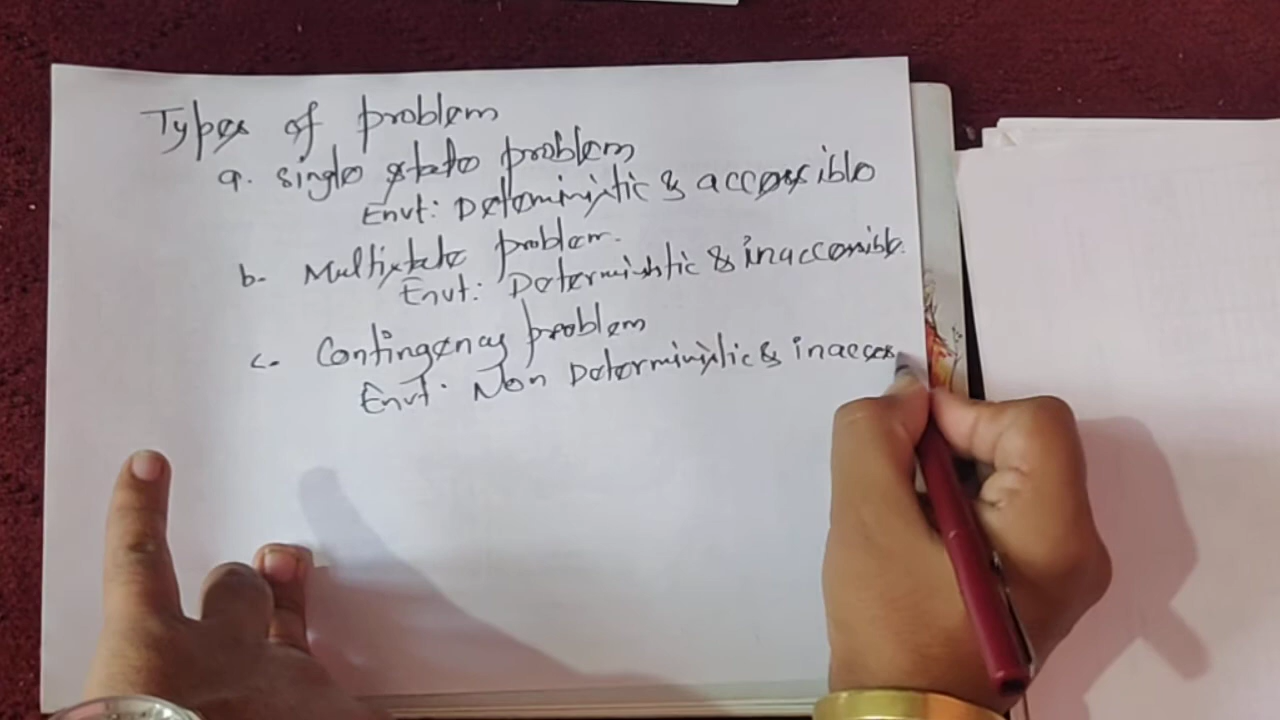 Types of problem
a. single state problem
Envt: Deterministic & accessible
b. Multistate problem.
Envt: Deterministic & inaccessible.
c. Contingency problem
Envt. Non Deterministic & inacces